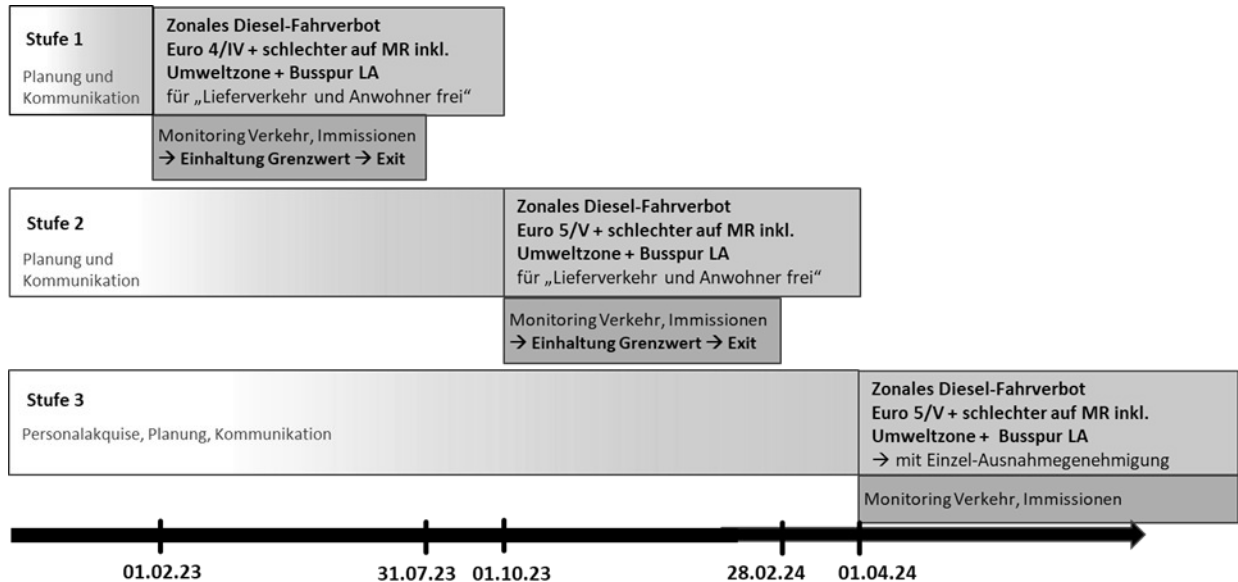 Stufe 1
Planung und
Kommunikation
Zonales Diesel-Fahrverbot
Euro 4/IV + schlechter auf MR inkl.
Umweltzone + Busspur LA
für „Lieferverkehr und Anwohner frei“
Monitoring Verkehr, Immissionen
→ Einhaltung Grenzwert → Exit
Stufe 2
Planung und
Kommunikation
Zonales Diesel-Fahrverbot
Euro 5/V + schlechter auf MR inkl.
Umweltzone + Busspur LA
für „Lieferverkehr und Anwohner frei“
Monitoring Verkehr, Immissionen
→ Einhaltung Grenzwert → Exit
Stufe 3
Personalakquise, Planung, Kommunikation
Zonales Diesel-Fahrverbot
Euro 5/V + schlechter auf MR inkl.
Umweltzone + Busspur LA
→ mit Einzel-Ausnahmegenehmigung
Monitoring Verkehr, Immissionen
01.02.23 31.07.23 01.10.23 28.02.24 01.04.24